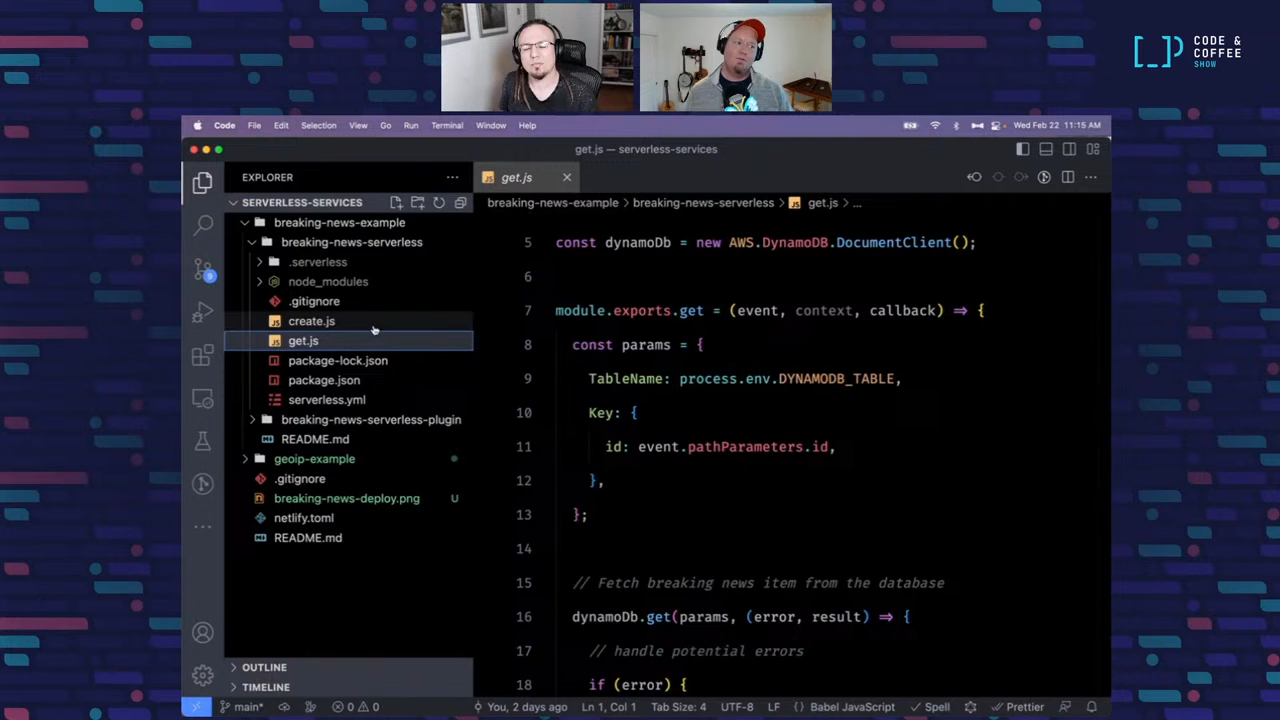 CODE &
COFFEE
SHOW
Code File Edit Selection View Go Run Terminal Window Help Wed Feb 22 11:15 AM
get.js — serverless-services
EXPLORER
get.js
SERVERLESS-SERVICES
breaking-news-example > breaking-news-serverless > JS get.js > ...
breaking-news-example
breaking-news-serverless
.serverless
node_modules
.gitignore
JS create.js
JS get.js
package-lock.json
package.json
serverless.yml
breaking-news-serverless-plugin
README.md
geoip-example
.gitignore
breaking-news-deploy.png U
netlify.toml
README.md
OUTLINE
TIMELINE
5 const dynamoDb = new AWS.DynamoDB.DocumentClient();
6
7 module.exports.get = (event, context, callback) => {
8 const params = {
9 TableName: process.env.DYNAMODB_TABLE,
10 Key: {
11 id: event.pathParameters.id,
12 },
13 };
14
15 // Fetch breaking news item from the database
16 dynamoDb.get(params, (error, result) => {
17 // handle potential errors
18 if (error) {
main* 0 0 You, 2 days ago Ln 1, Col 1 Tab Size: 4 UTF-8 LF {} Babel JavaScript Spell Prettier